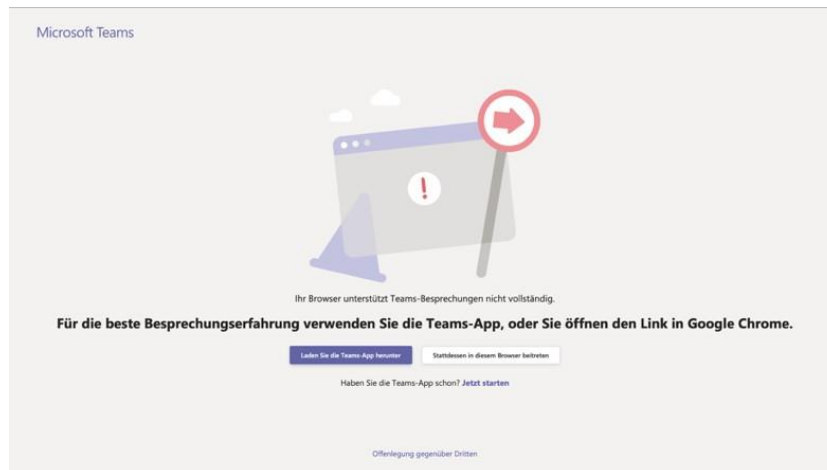 Microsoft Teams
Ihr Browser unterstützt Teams-Besprechungen nicht vollständig.
Für die beste Besprechungserfahrung verwenden Sie die Teams-App, oder Sie öffnen den Link in Google Chrome.
Laden Sie die Teams-App herunter
Stattdessen in diesem Browser beitreten
Haben Sie die Teams-App schon? Jetzt starten
Offenlegung gegenüber Dritten